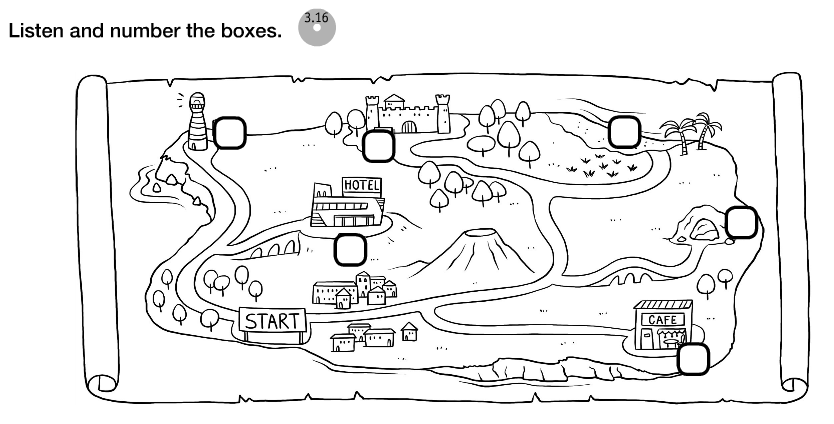 3.16
Listen and number the boxes.
HOTEL
START
CAFE